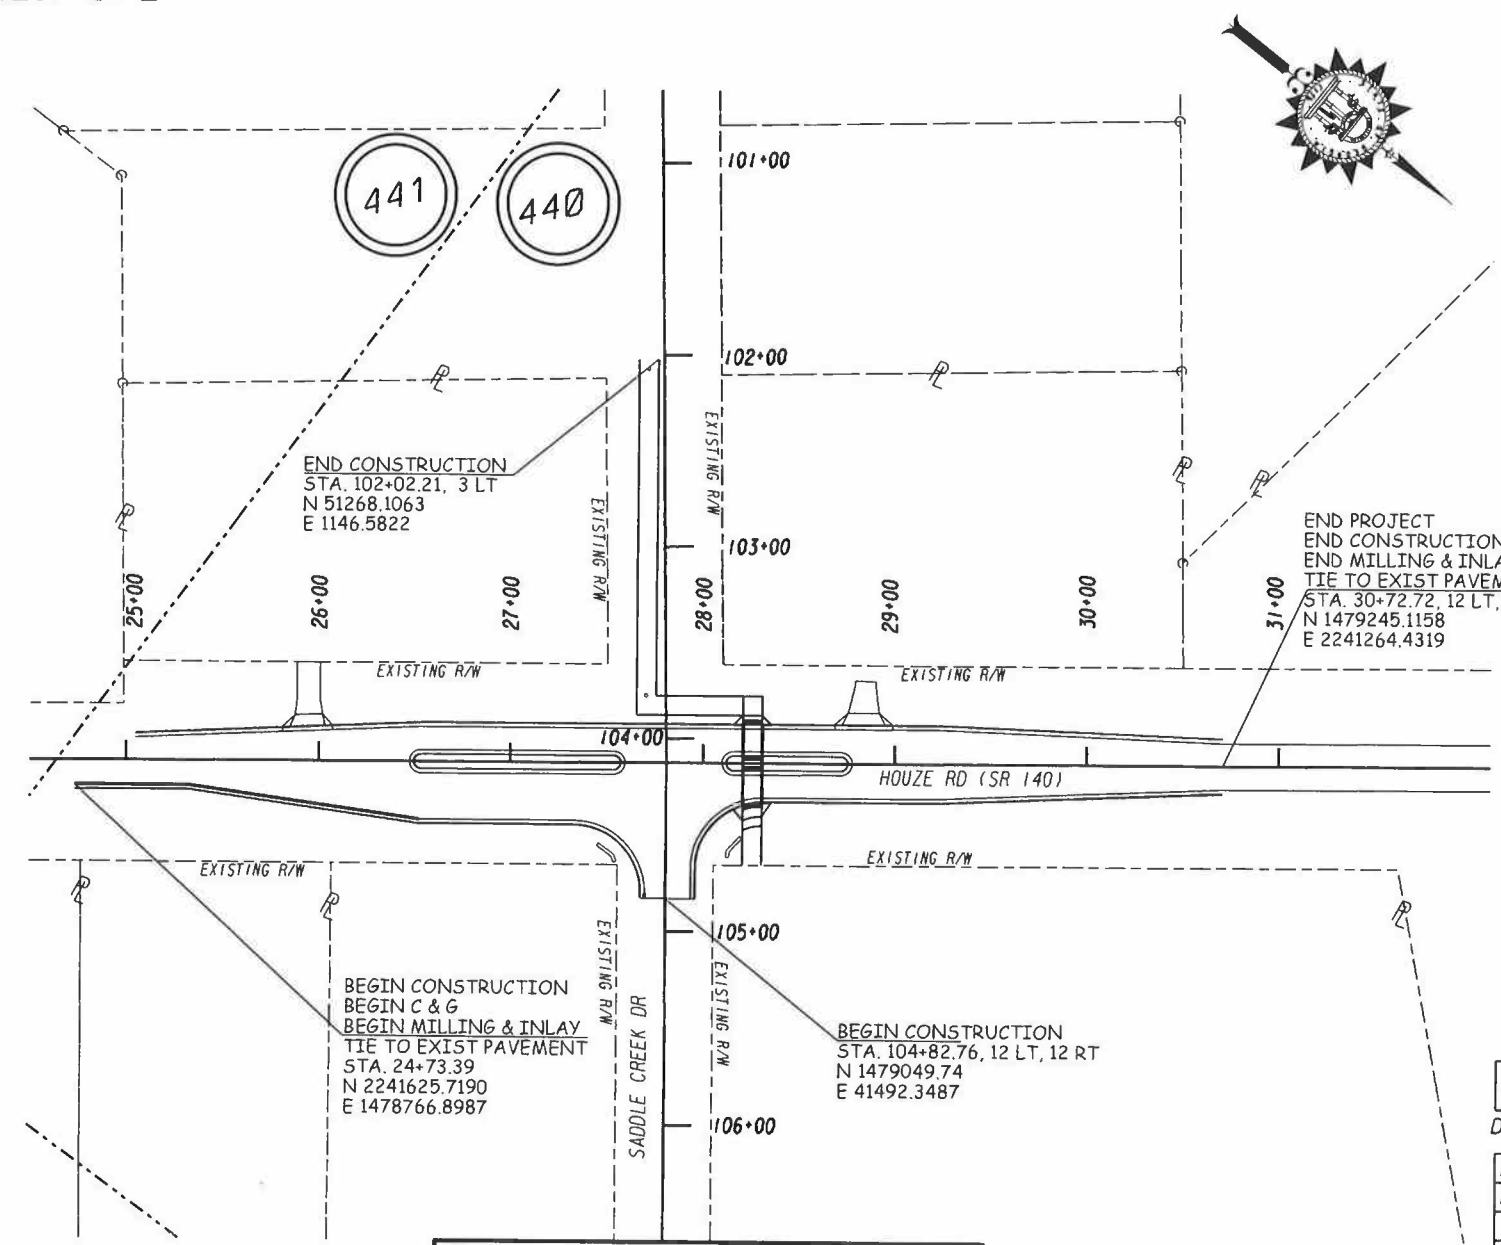 101+00
441
440
102+00
END CONSTRUCTION
STA. 102+02.21, 3 LT
N 51268.1063
E 1146.5822
EXISTING R/W
EXISTING R/W
103+00
END PROJECT
END CONSTRUCTION
END MILLING & INLA
TIE TO EXIST PAVEM
STA. 30+72.72, 12 LT,
N 1479245.1158
E 2241264.4319
25+00
26+00
27+00
28+00
29+00
30+00
31+00
EXISTING R/W
EXISTING R/W
104+00
HOUZE RD (SR 140)
EXISTING R/W
EXISTING R/W
EXISTING R/W
105+00
EXISTING R/W
BEGIN CONSTRUCTION
BEGIN C & G
BEGIN MILLING & INLAY
TIE TO EXIST PAVEMENT
STA. 24+73.39
N 2241625.7190
E 1478766.8987
SADDLE CREEK DR
BEGIN CONSTRUCTION
STA. 104+82.76, 12 LT, 12 RT
N 1479049.74
E 41492.3487
106+00